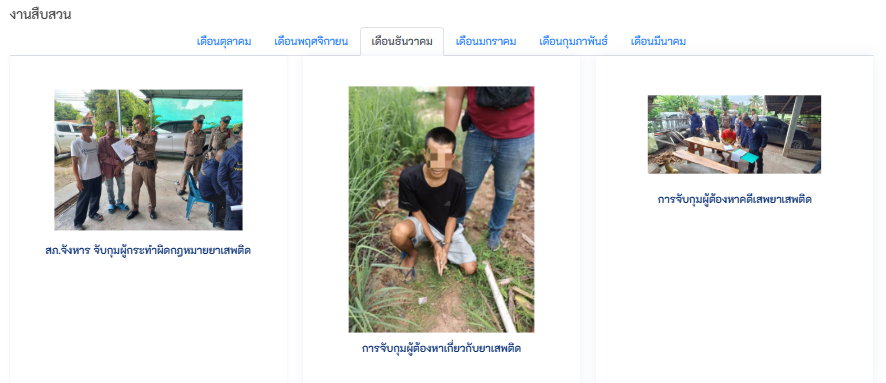 งานสืบสวน
เดือนตุลาคม เดือนพฤศจิกายน เดือนธันวาคม เดือนมกราคม เดือนกุมภาพันธ์ เดือนมีนาคม
การจับกุมผู้ต้องหาคดีเสพยาเสพติด
สภ.จังหาร จับกุมผู้กระทำผิดกฎหมายยาเสพติด
การจับกุมผู้ต้องหาเกี่ยวกับยาเสพติด